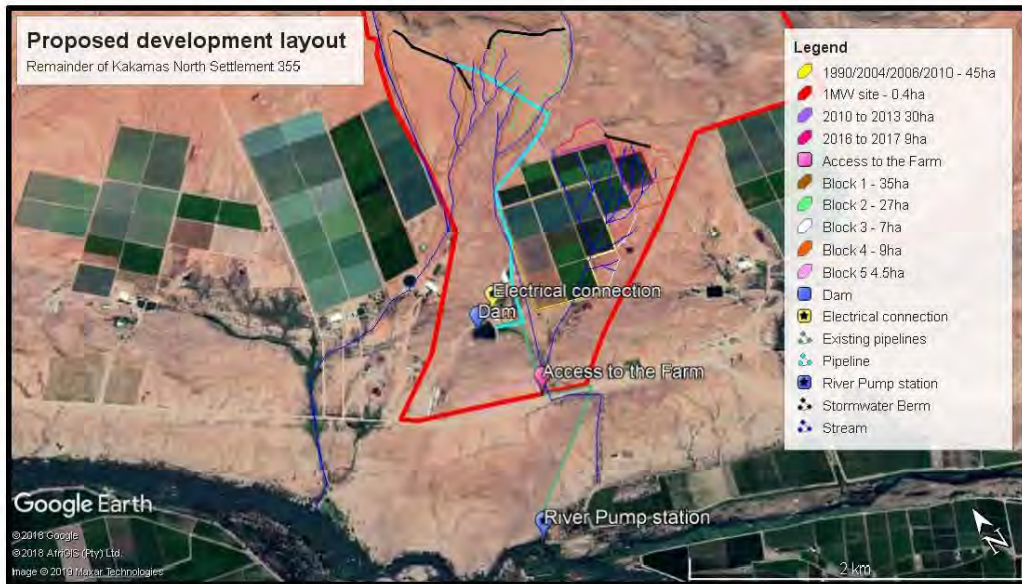 Proposed development layout
Remainder of Kakamas North Settlement 355
Legend
1990/2004/2006/2010 - 45ha
1MW site - 0.4ha
2010 to 2013 30ha
2016 to 2017 9ha
Access to the Farm
Block 1 - 35ha
Block 2 - 27ha
Block 3 - 7ha
Block 4 - 9ha
Block 5 4.5ha
Dam
Electrical connection
Existing pipelines
Pipeline
River Pump station
Stormwater Berm
Stream
Electrical connection
Dam
Access to the Farm
River Pump station
Google Earth
©2018 Google
©2018 AfriGIS (Pty) Ltd.
Image © 2019 Maxar Technologies
2 km
N